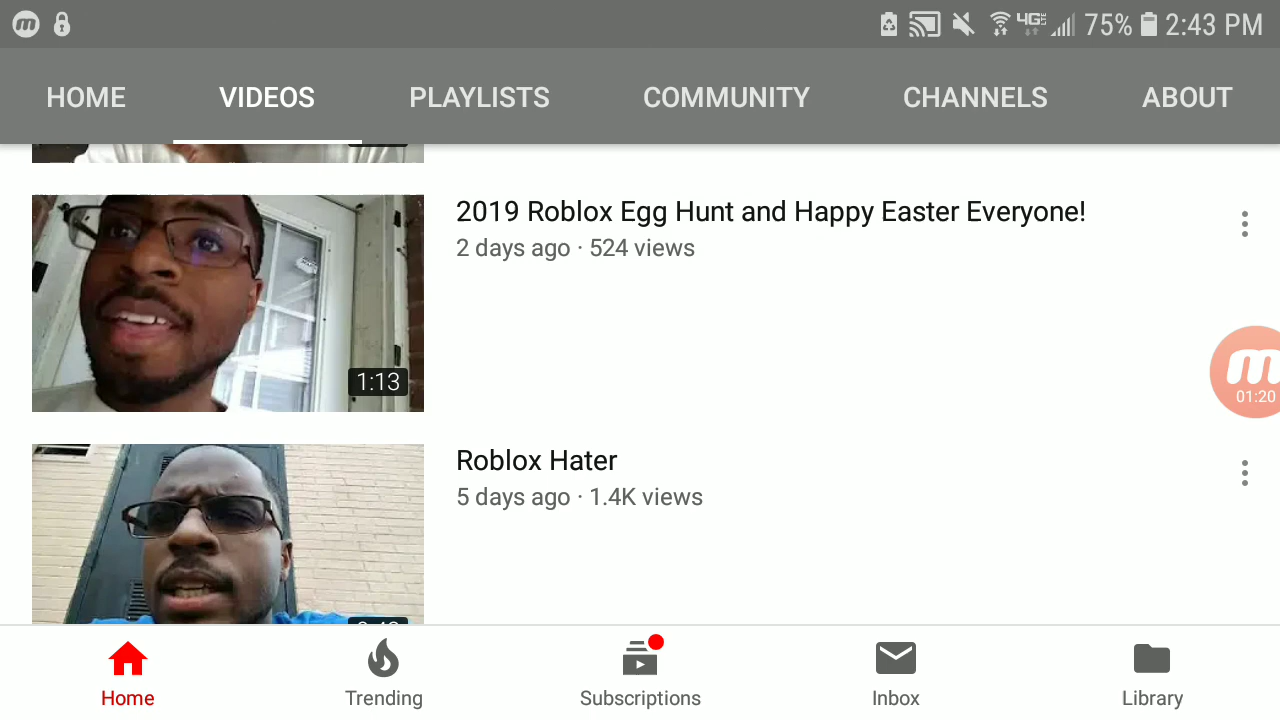 75% 2:43 PM
HOME VIDEOS PLAYLISTS COMMUNITY CHANNELS ABOUT
2019 Roblox Egg Hunt and Happy Easter Everyone!
2 days ago · 524 views
1:13
01:20
Roblox Hater
5 days ago · 1.4K views
Home Trending Subscriptions Inbox Library